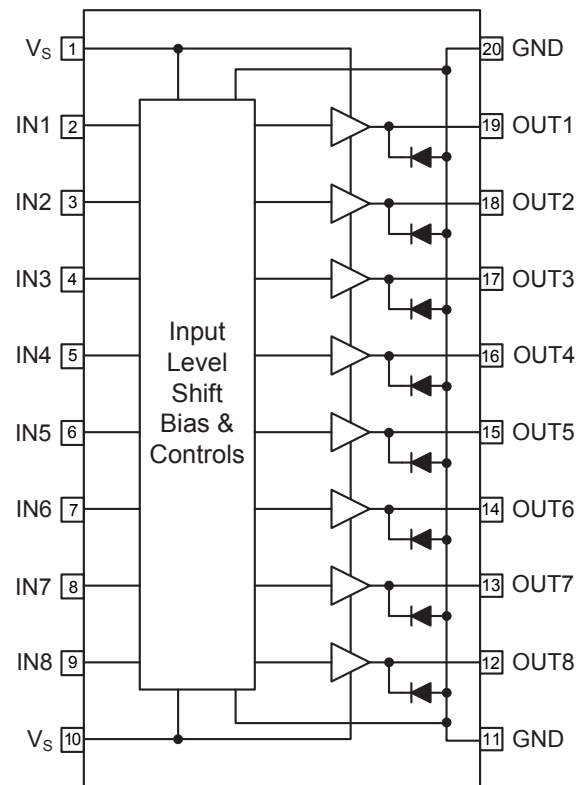 V_S 1 20 GND
IN1 2 19 OUT1
IN2 3 18 OUT2
IN3 4 17 OUT3
IN4 5 16 OUT4
IN5 6 15 OUT5
IN6 7 14 OUT6
IN7 8 13 OUT7
IN8 9 12 OUT8
V_S 10 11 GND
Input
Level
Shift
Bias &
Controls